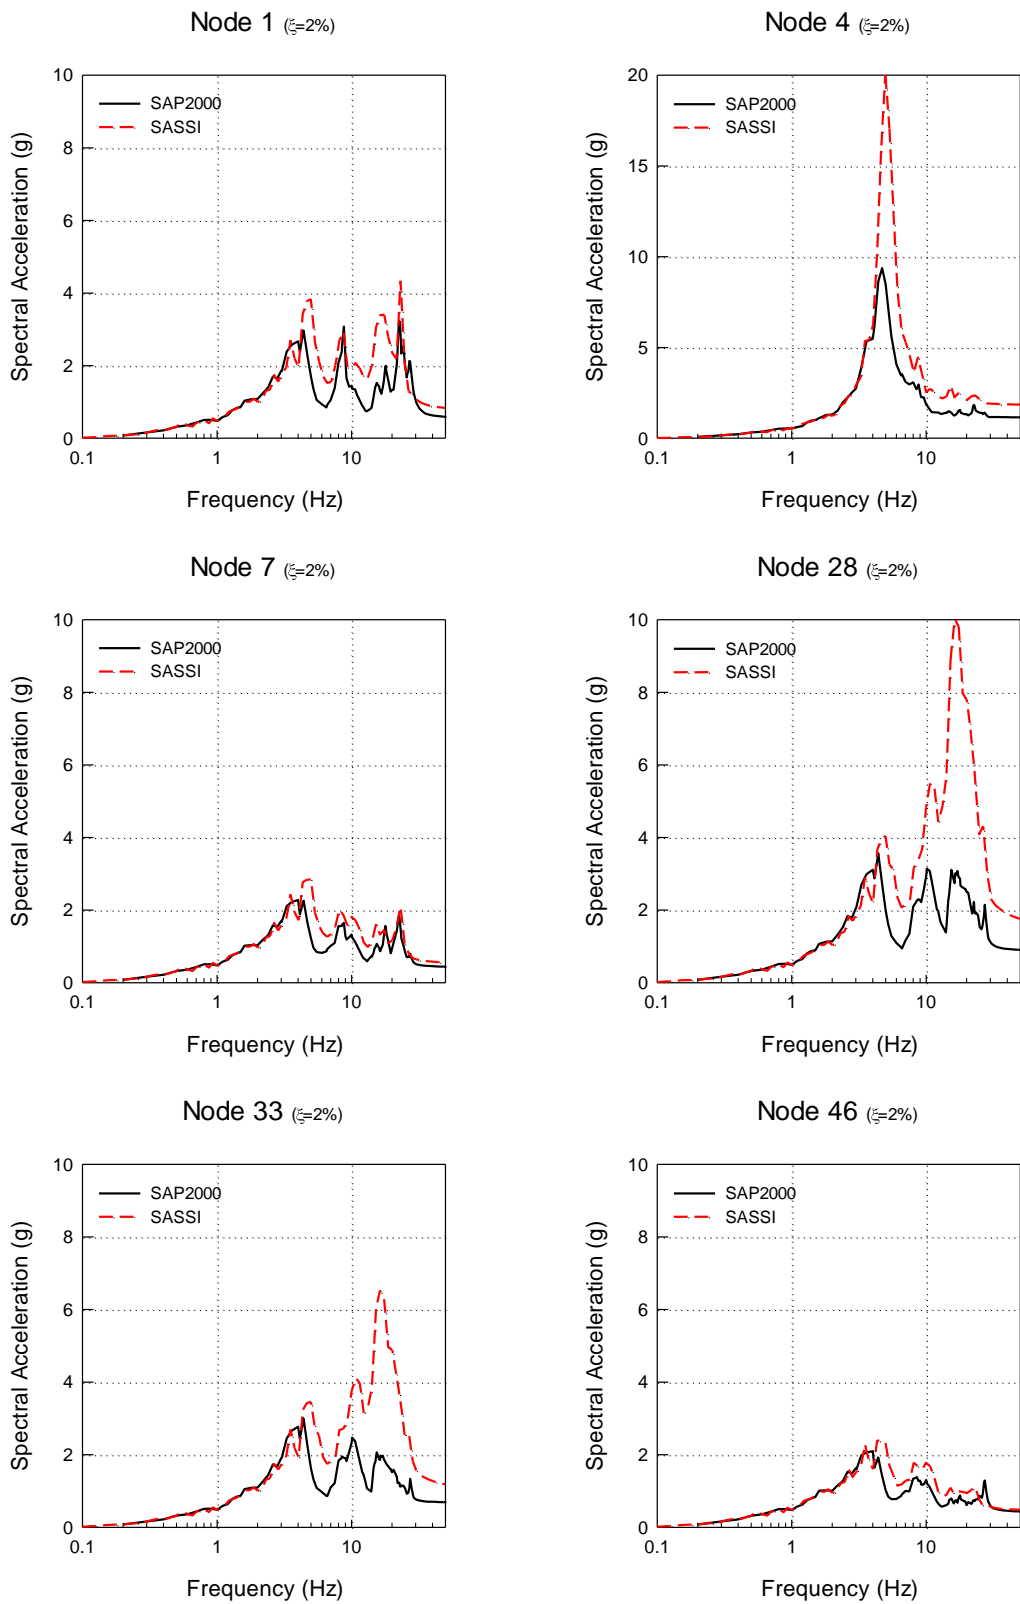 Node 1 (ξ=2%)
Spectral Acceleration (g)
10
8
6
4
2
0
SAP2000
SASSI
0.1
1
10
Frequency (Hz)
Node 4 (ξ=2%)
Spectral Acceleration (g)
20
15
10
5
0
SAP2000
SASSI
0.1
1
10
Frequency (Hz)
Node 7 (ξ=2%)
Spectral Acceleration (g)
10
8
6
4
2
0
SAP2000
SASSI
0.1
1
10
Frequency (Hz)
Node 28 (ξ=2%)
Spectral Acceleration (g)
10
8
6
4
2
0
SAP2000
SASSI
0.1
1
10
Frequency (Hz)
Node 33 (ξ=2%)
Spectral Acceleration (g)
10
8
6
4
2
0
SAP2000
SASSI
0.1
1
10
Frequency (Hz)
Node 46 (ξ=2%)
Spectral Acceleration (g)
10
8
6
4
2
0
SAP2000
SASSI
0.1
1
10
Frequency (Hz)